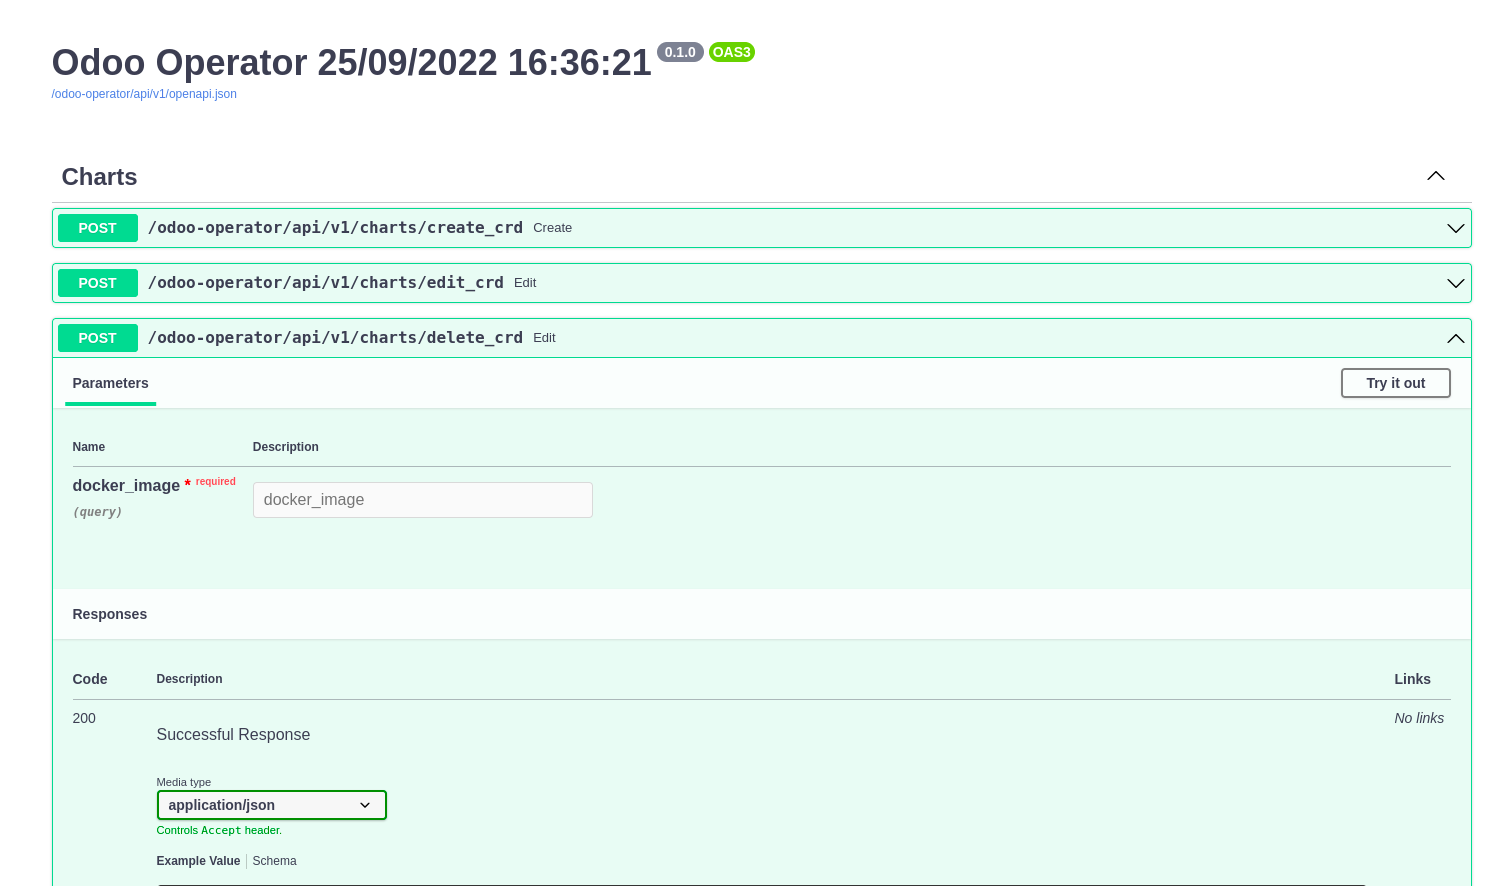 Odoo Operator 25/09/2022 16:36:21 0.1.0 OAS3
/odoo-operator/api/v1/openapi.json
Charts
POST /odoo-operator/api/v1/charts/create_crd Create
POST /odoo-operator/api/v1/charts/edit_crd Edit
POST /odoo-operator/api/v1/charts/delete_crd Edit
Parameters Try it out
Name Description
docker_image * required docker_image
(query)
Responses
Code Description Links
200 No links
Successful Response
Media type
application/json
Controls Accept header.
Example Value Schema